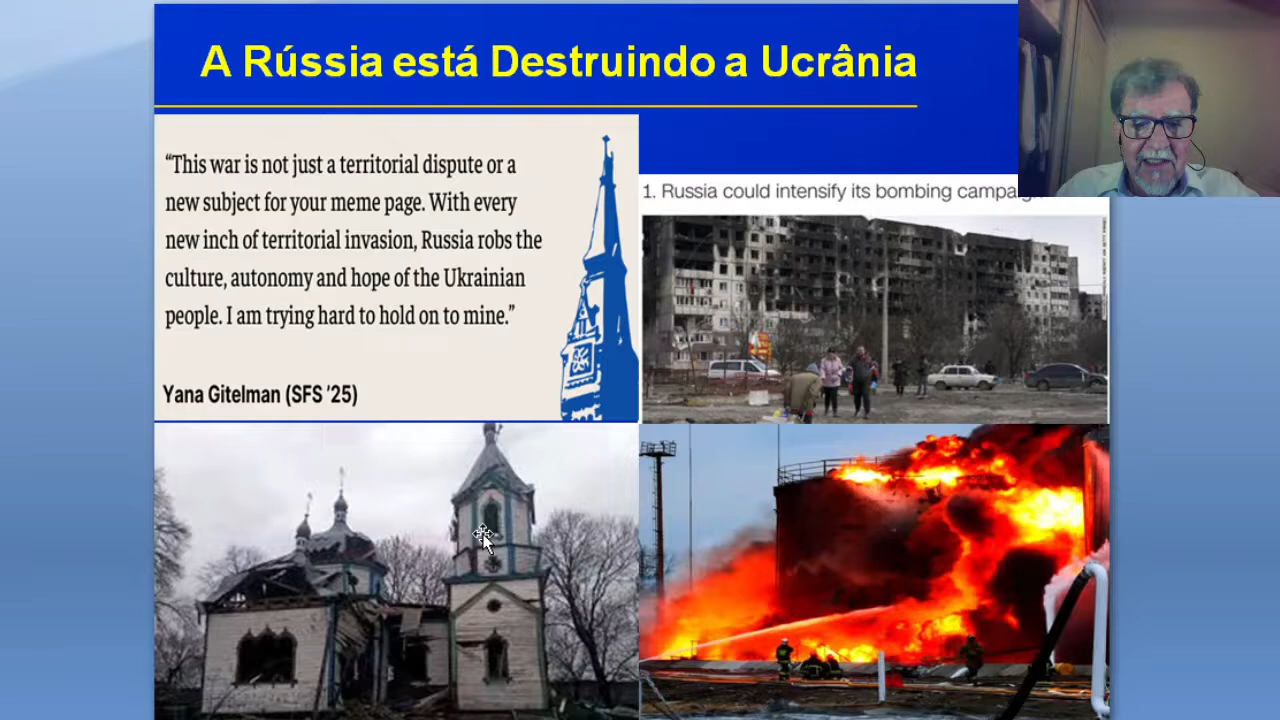 A Rússia está Destruindo a Ucrânia
“This war is not just a territorial dispute or a
new subject for your meme page. With every
new inch of territorial invasion, Russia robs the
culture, autonomy and hope of the Ukrainian
people. I am trying hard to hold on to mine.”
Yana Gitelman (SFS ’25)
1. Russia could intensify its bombing